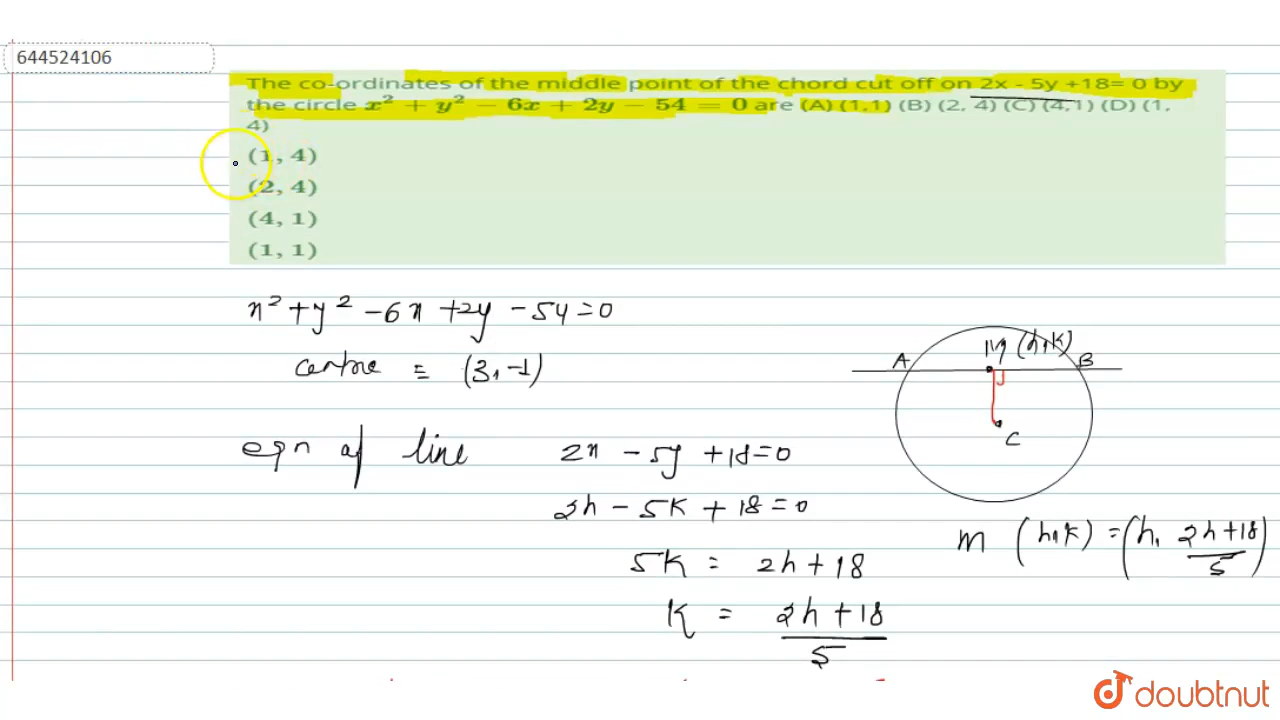 644524106
The co-ordinates of the middle point of the chord cut off on 2x - 5y +18= 0 by
the circle x² + y² − 6x + 2y − 54 = 0 are (A) (1,1) (B) (2, 4) (C) (4,1) (D) (1,
4)
(1, 4)
(2, 4)
(4, 1)
(1, 1)
x² + y² − 6x + 2y − 54 = 0
centre = (3, −1)
M (h, k)
A
B
C
eqn of line 2x − 5y + 18 = 0
2h − 5k + 18 = 0
M (h, k) = (h, 2h + 18 / 5)
5k = 2h + 18
k = 2h + 18 / 5
doubtnut